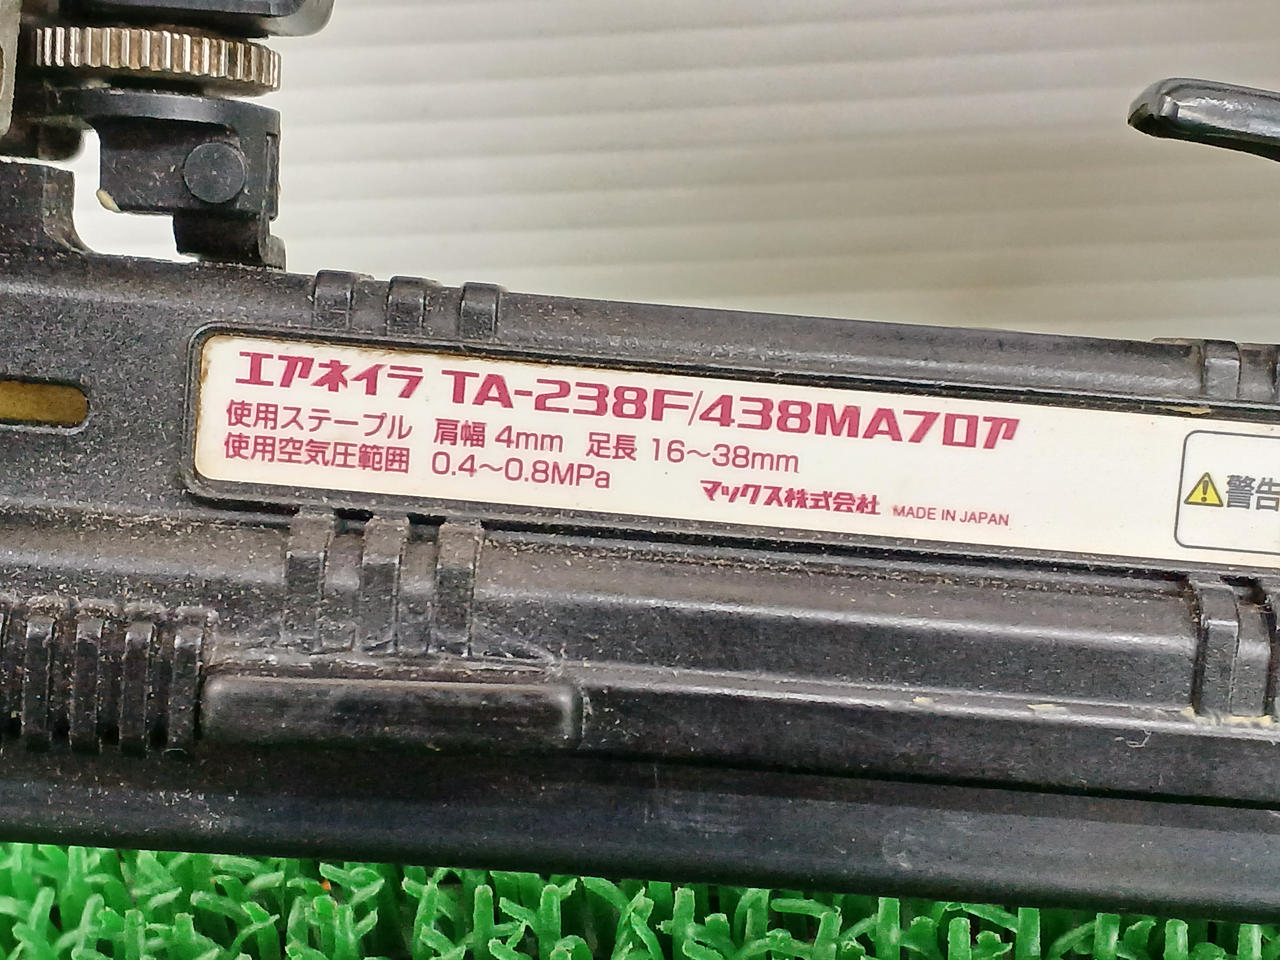 エアネイラ TA-238F/438MAフロア
使用ステープル 肩幅 4mm 足長 16～38mm
使用空気圧範囲 0.4～0.8MPa
マックス株式会社 MADE IN JAPAN
警告